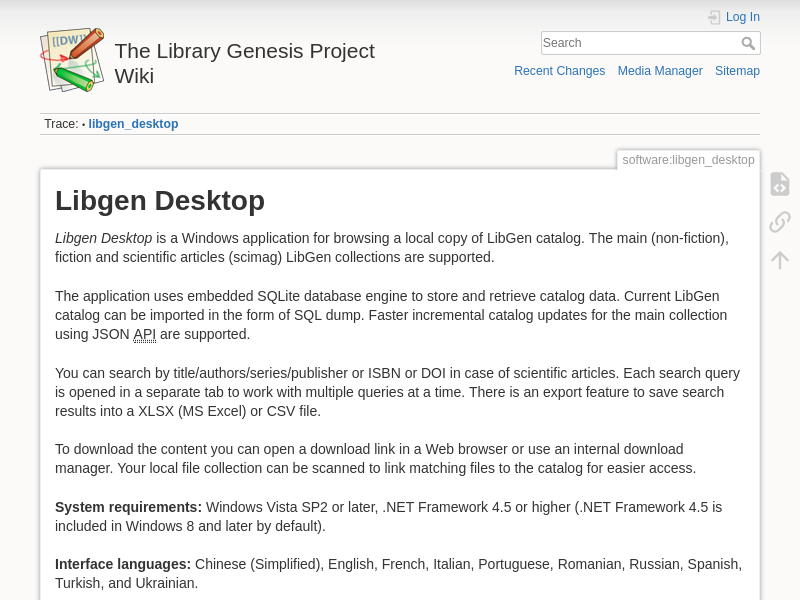 Log In
[[DW]]
The Library Genesis Project
Wiki
Search
Recent Changes Media Manager Sitemap
Trace: • libgen_desktop
software:libgen_desktop
Libgen Desktop
Libgen Desktop is a Windows application for browsing a local copy of LibGen catalog. The main (non-fiction),
fiction and scientific articles (scimag) LibGen collections are supported.
The application uses embedded SQLite database engine to store and retrieve catalog data. Current LibGen
catalog can be imported in the form of SQL dump. Faster incremental catalog updates for the main collection
using JSON API are supported.
You can search by title/authors/series/publisher or ISBN or DOI in case of scientific articles. Each search query
is opened in a separate tab to work with multiple queries at a time. There is an export feature to save search
results into a XLSX (MS Excel) or CSV file.
To download the content you can open a download link in a Web browser or use an internal download
manager. Your local file collection can be scanned to link matching files to the catalog for easier access.
System requirements: Windows Vista SP2 or later, .NET Framework 4.5 or higher (.NET Framework 4.5 is
included in Windows 8 and later by default).
Interface languages: Chinese (Simplified), English, French, Italian, Portuguese, Romanian, Russian, Spanish,
Turkish, and Ukrainian.